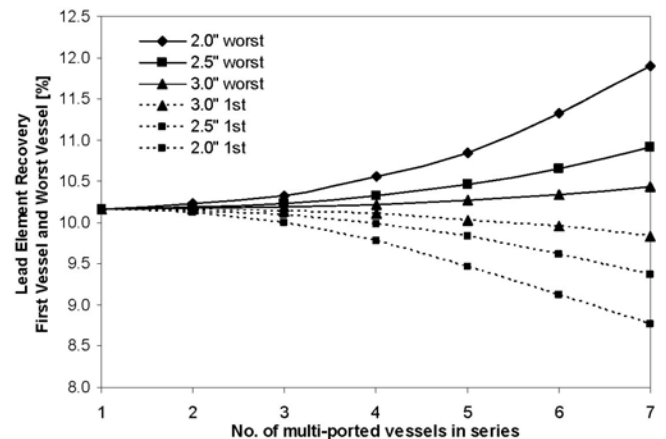 12.5
12.0
11.5
11.0
10.5
10.0
9.5
9.0
8.5
8.0
Lead Element Recovery
First Vessel and Worst Vessel [%]
2.0" worst
2.5" worst
3.0" worst
3.0" 1st
2.5" 1st
2.0" 1st
1 2 3 4 5 6 7
No. of multi-ported vessels in series